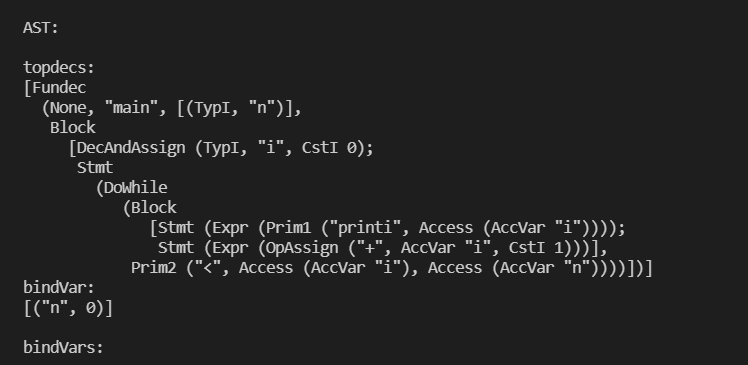 AST:
topdecs:
[Fundec
(None, "main", [(TypI, "n")],
Block
[DecAndAssign (TypI, "i", CstI 0);
Stmt
(DoWhile
(Block
[Stmt (Expr (Prim1 ("printi", Access (AccVar "i"))));
Stmt (Expr (OpAssign ("+", AccVar "i", CstI 1)))],
Prim2 ("<", Access (AccVar "i"), Access (AccVar "n"))))])]
bindVar:
[("n", 0)]
bindVars: